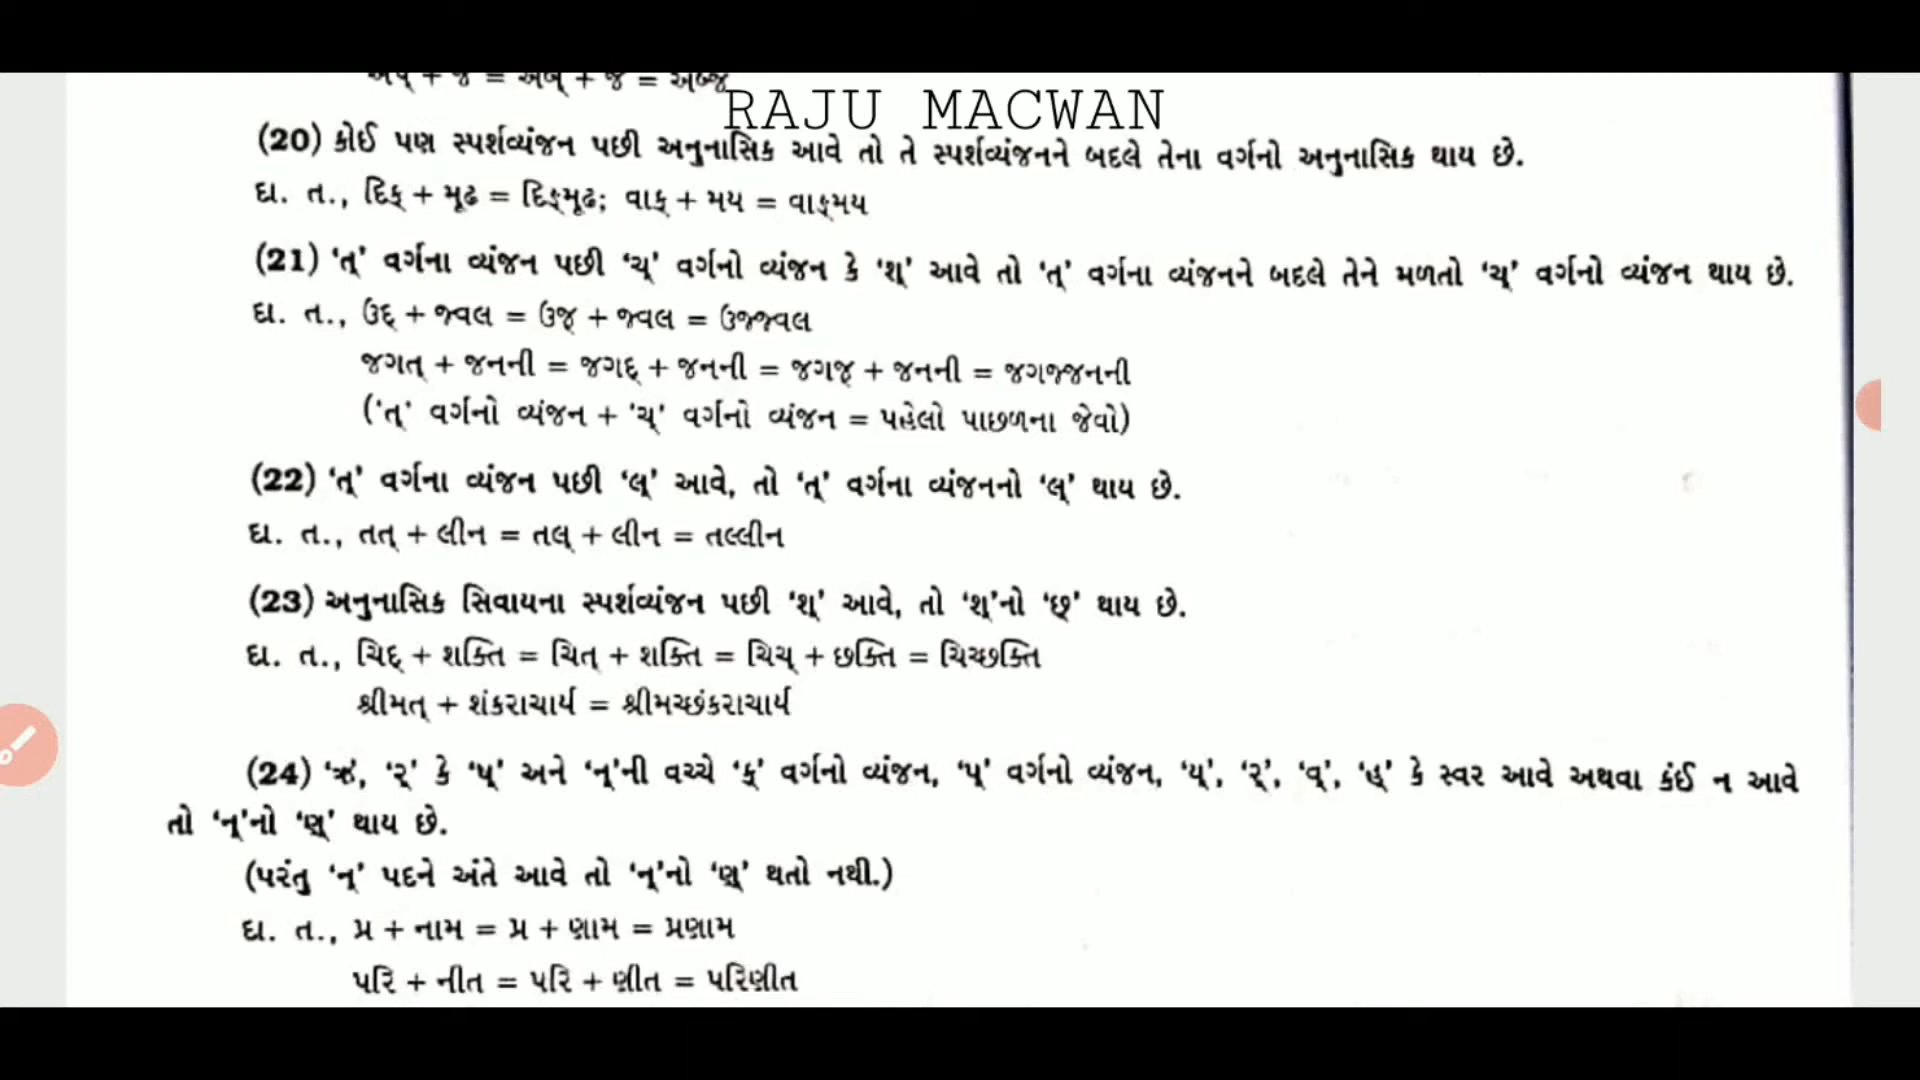 અપ્ + જ = અબ્ + જ = અબ્જ
RAJU MACWAN
(20) કોઈ પણ સ્પર્શવ્યંજન પછી અનુનાસિક આવે તો તે સ્પર્શવ્યંજનને બદલે તેના વર્ગનો અનુનાસિક થાય છે.
દા. ત., દિક્ + મૂઢ = દિઙ્મૂઢ; વાક્ + મય = વાઙ્મય
(21) ‘ત્’ વર્ગના વ્યંજન પછી ‘ચ્’ વર્ગનો વ્યંજન કે ‘શ્’ આવે તો ‘ત્’ વર્ગના વ્યંજનને બદલે તેને મળતો ‘ચ્’ વર્ગનો વ્યંજન થાય છે.
દા. ત., ઉદ્ + જ્વલ = ઉજ્ + જ્વલ = ઉજ્જ્વલ
જગત્ + જનની = જગદ્ + જનની = જગજ્ + જનની = જગજ્જનની
(‘ત્’ વર્ગનો વ્યંજન + ‘ચ્’ વર્ગનો વ્યંજન = પહેલો પાછળના જેવો)
(22) ‘ત્’ વર્ગના વ્યંજન પછી ‘લ્’ આવે, તો ‘ત્’ વર્ગના વ્યંજનનો ‘લ્’ થાય છે.
દા. ત., તત્ + લીન = તલ્ + લીન = તલ્લીન
(23) અનુનાસિક સિવાયના સ્પર્શવ્યંજન પછી ‘શ્’ આવે, તો ‘શ્’નો ‘છ્’ થાય છે.
દા. ત., ચિદ્ + શક્તિ = ચિત્ + શક્તિ = ચિચ્ + છક્તિ = ચિચ્છક્તિ
શ્રીમત્ + શંકરાચાર્ય = શ્રીમચ્છંકરાચાર્ય
(24) ‘ઋ’, ‘ર્’ કે ‘ષ્’ અને ‘ન્’ની વચ્ચે ‘ક્’ વર્ગનો વ્યંજન, ‘પ્’ વર્ગનો વ્યંજન, ‘ય્’, ‘ર્’, ‘વ્’, ‘હ્’ કે સ્વર આવે અથવા કંઈ ન આવે
તો ‘ન્’નો ‘ણ્’ થાય છે.
(પરંતુ ‘ન્’ પદને અંતે આવે તો ‘ન્’નો ‘ણ્’ થતો નથી.)
દા. ત., પ્ર + નામ = પ્ર + ણામ = પ્રણામ
પરિ + નીત = પરિ + ણીત = પરિણીત